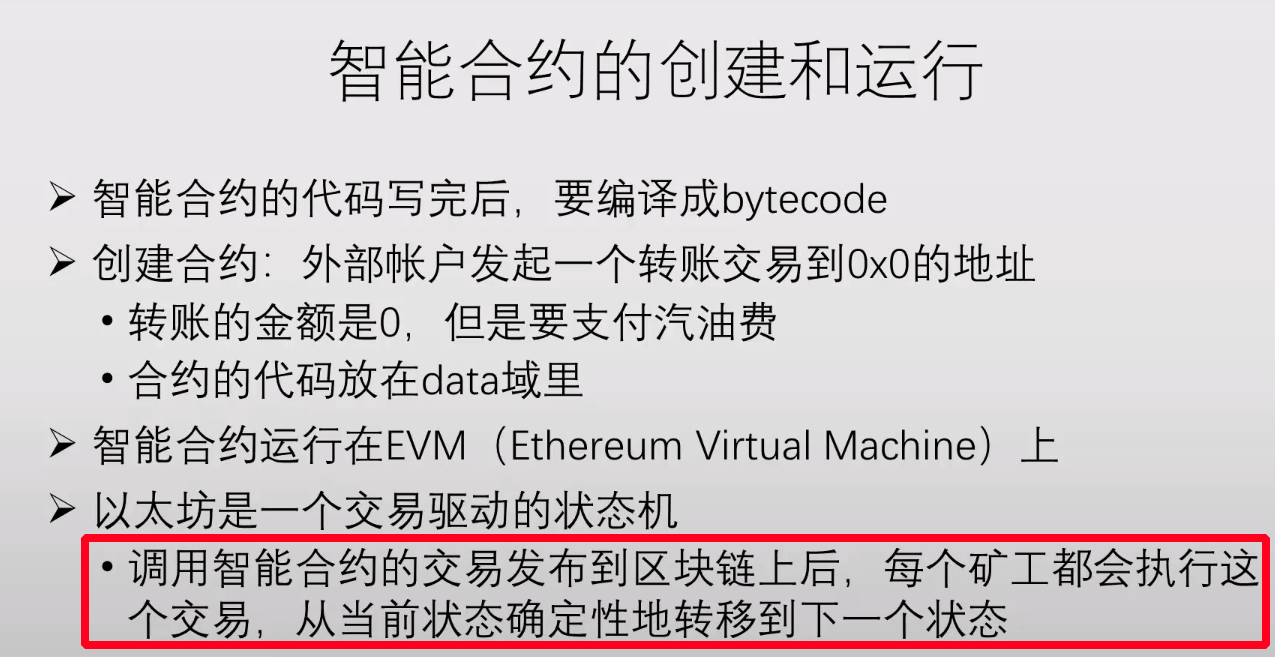 智能合约的创建和运行
➢ 智能合约的代码写完后，要编译成bytecode
➢ 创建合约：外部帐户发起一个转账交易到0x0的地址
• 转账的金额是0，但是要支付汽油费
• 合约的代码放在data域里
➢ 智能合约运行在EVM（Ethereum Virtual Machine）上
➢ 以太坊是一个交易驱动的状态机
• 调用智能合约的交易发布到区块链上后，每个矿工都会执行这
个交易，从当前状态确定性地转移到下一个状态